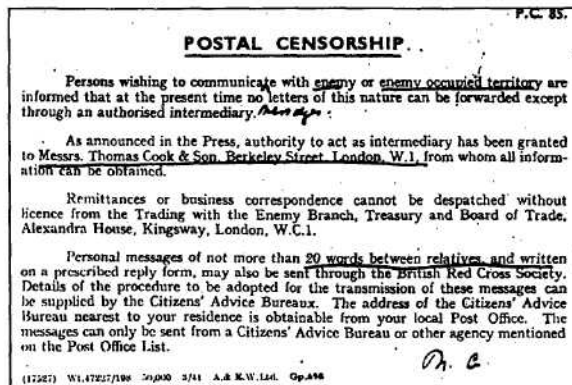 P.C. 85.
POSTAL CENSORSHIP.
Persons wishing to communicate with enemy or enemy occupied territory are
informed that at the present time no letters of this nature can be forwarded except
through an authorised intermediary.
As announced in the Press, authority to act as intermediary has been granted
to Messrs. Thomas Cook & Son, Berkeley Street, London, W.1, from whom all inform-
ation can be obtained.
Remittances or business correspondence cannot be despatched without
licence from the Trading with the Enemy Branch, Treasury and Board of Trade,
Alexandra House, Kingsway, London, W.C.1.
Personal messages of not more than 20 words between relatives, and written
on a prescribed reply form, may also be sent through the British Red Cross Society.
Details of the procedure to be adopted for the transmission of these messages can
be supplied by the Citizens' Advice Bureaux. The address of the Citizens' Advice
Bureau nearest to your residence is obtainable from your local Post Office. The
messages can only be sent from a Citizens' Advice Bureau or other agency mentioned
on the Post Office List.
(17527) Wt.47227/198 50,000 3/41 A.& K.W.Ltd. Gp.698